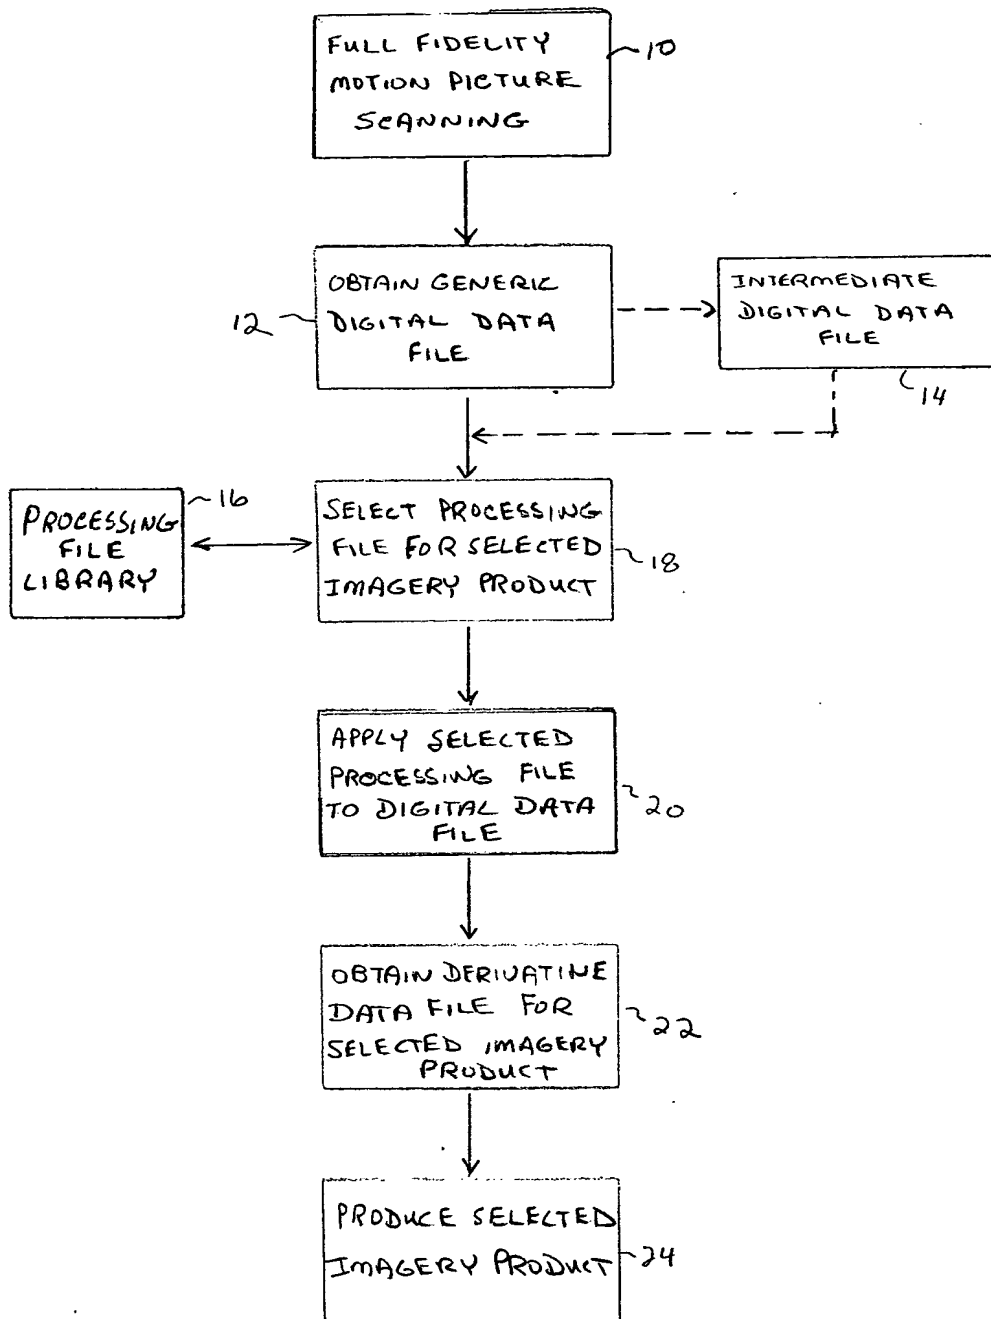 FULL FIDELITY
MOTION PICTURE
SCANNING
10
OBTAIN GENERIC
DIGITAL DATA
FILE
12
INTERMEDIATE
DIGITAL DATA
FILE
14
PROCESSING
FILE
LIBRARY
16
SELECT PROCESSING
FILE FOR SELECTED
IMAGERY PRODUCT
18
APPLY SELECTED
PROCESSING FILE
TO DIGITAL DATA
FILE
20
OBTAIN DERIVATINE
DATA FILE FOR
SELECTED IMAGERY
PRODUCT
22
PRODUCE SELECTED
IMAGERY PRODUCT
24